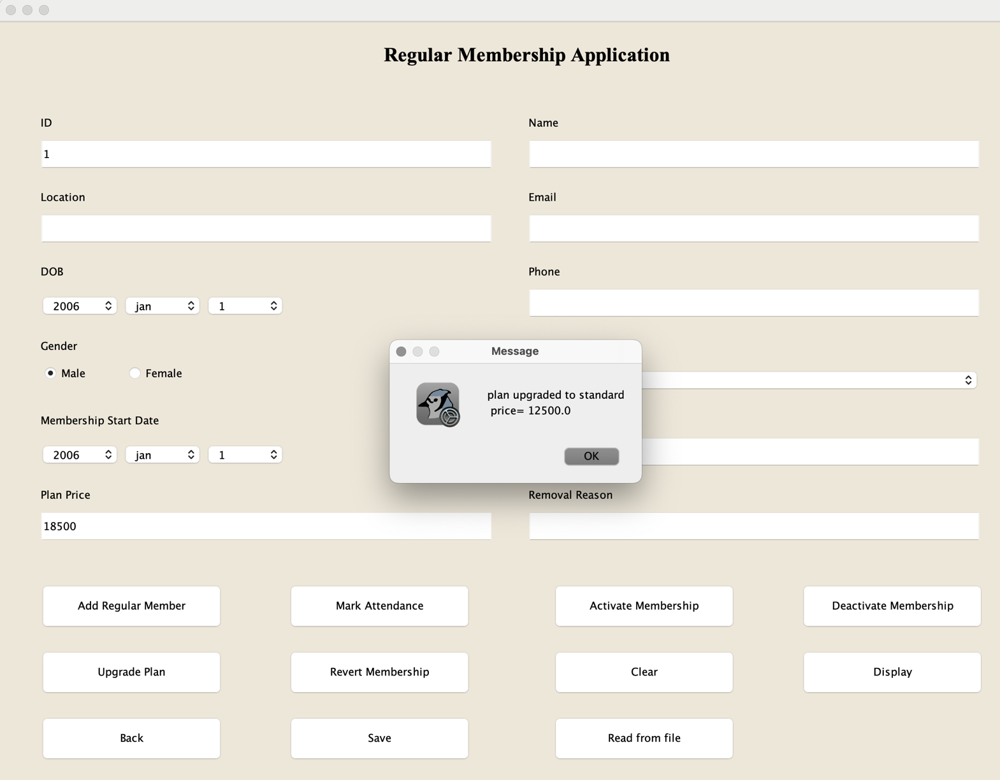 Regular Membership Application
ID
Name
1
Location
Email
DOB
Phone
2006 jan 1
Gender
Male Female
Message
plan upgraded to standard
price= 12500.0
OK
Membership Start Date
2006 jan 1
Plan Price
Removal Reason
18500
Add Regular Member
Mark Attendance
Activate Membership
Deactivate Membership
Upgrade Plan
Revert Membership
Clear
Display
Back
Save
Read from file